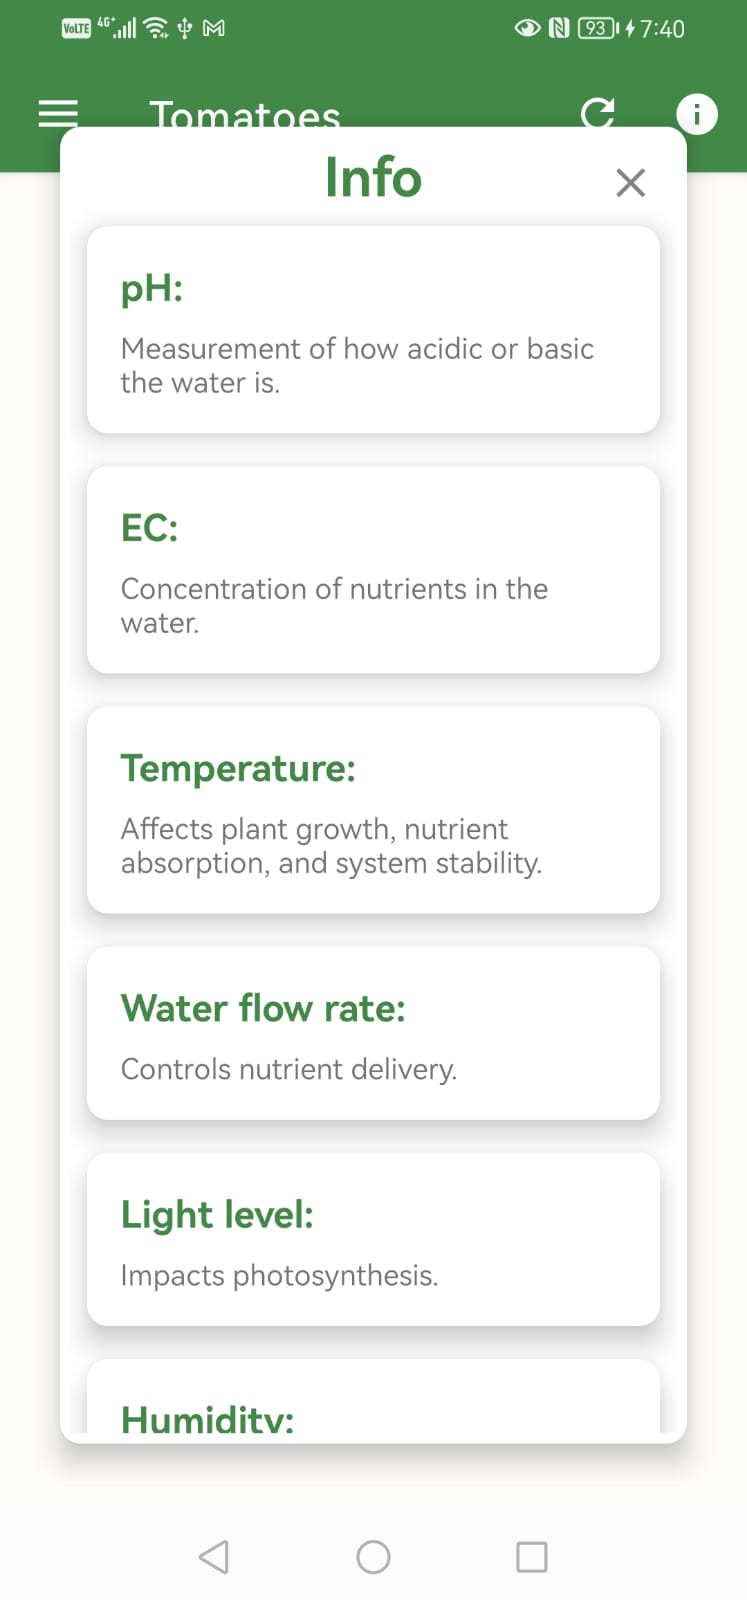 VoLTE 4G+ 93 7:40
Tomatoes
Info
pH:
Measurement of how acidic or basic
the water is.
EC:
Concentration of nutrients in the
water.
Temperature:
Affects plant growth, nutrient
absorption, and system stability.
Water flow rate:
Controls nutrient delivery.
Light level:
Impacts photosynthesis.
Humidity: